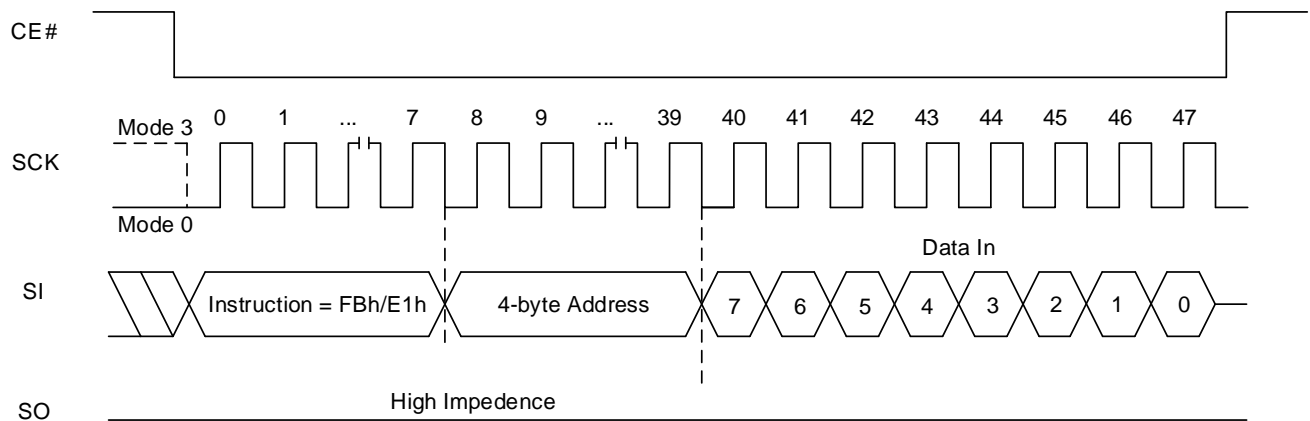 CE#
Mode 3
0 1 ... 7 8 9 ... 39 40 41 42 43 44 45 46 47
SCK
Mode 0
Data In
SI
Instruction = FBh/E1h
4-byte Address
7 6 5 4 3 2 1 0
High Impedence
SO